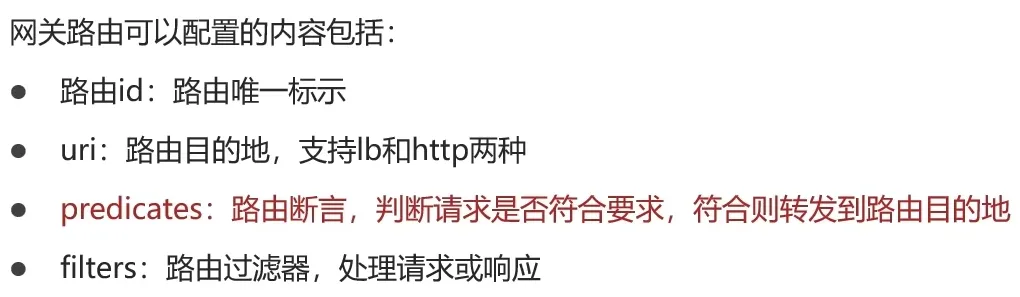 网关路由可以配置的内容包括：
● 路由id：路由唯一标示
● uri：路由目的地，支持lb和http两种
● predicates：路由断言，判断请求是否符合要求，符合则转发到路由目的地
● filters：路由过滤器，处理请求或响应